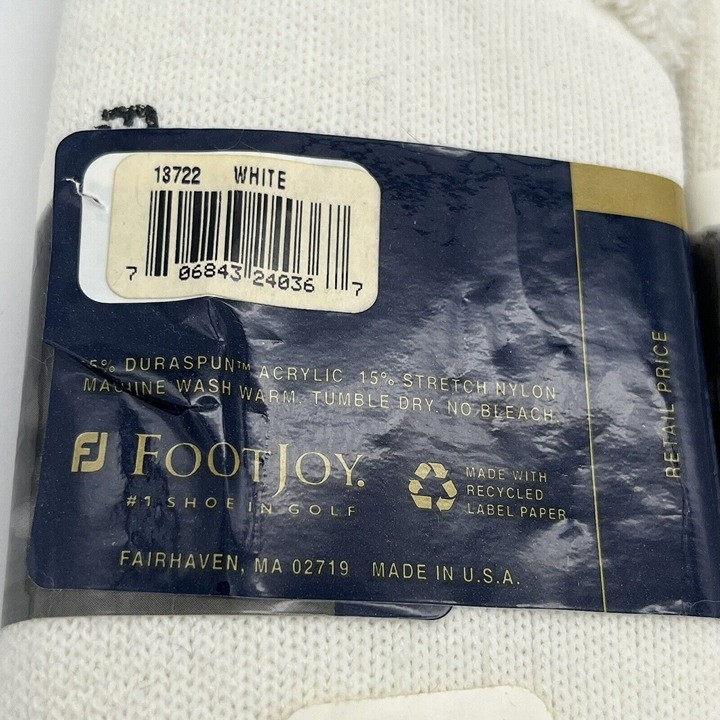 13722 WHITE
7 06843 24036 7
5% DURASPUN™ ACRYLIC 15% STRETCH NYLON
MACHINE WASH WARM. TUMBLE DRY. NO BLEACH.
FJ FOOTJOY.
#1 SHOE IN GOLF
MADE WITH
RECYCLED
LABEL PAPER
FAIRHAVEN, MA 02719 MADE IN U.S.A.
RETAIL PRICE